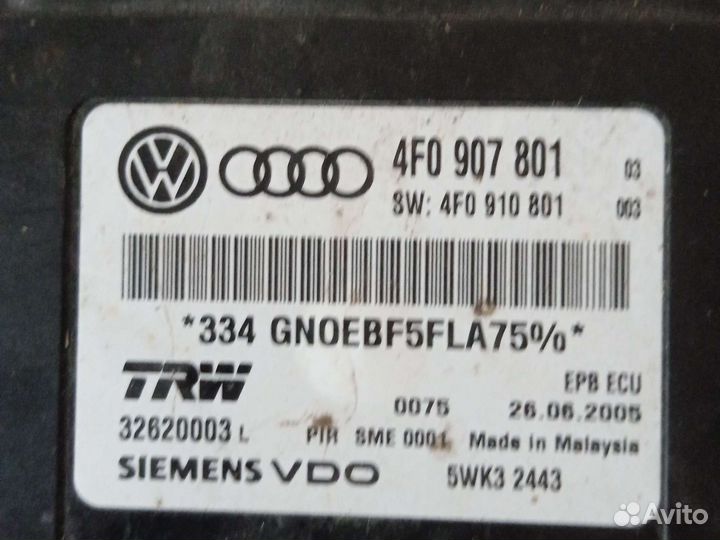 4F0 907 801 03
SW: 4F0 910 801 003
*334 GNOEBF5FLA75%*
TRW
EPB ECU
0075 26.06.2005
32620003 L PIR SME 0001 Made in Malaysia
SIEMENS VDO 5WK3 2443
Avito